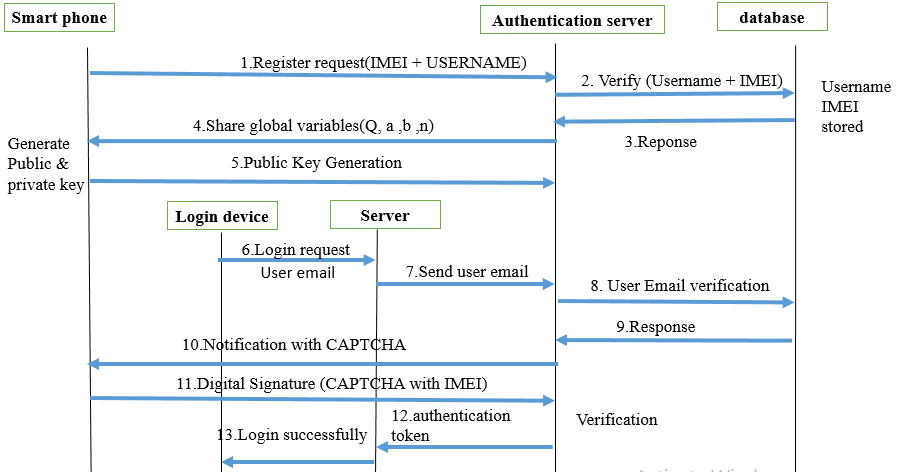 Smart phone
Authentication server
database
1.Register request(IMEI + USERNAME)
2. Verify (Username + IMEI)
Username
IMEI
stored
4.Share global variables(Q, a ,b ,n)
3.Reponse
Generate
Public &
private key
5.Public Key Generation
Login device
Server
6.Login request
User email
7.Send user email
8. User Email verification
9.Response
10.Notification with CAPTCHA
11.Digital Signature (CAPTCHA with IMEI)
12.authentication
token
Verification
13.Login successfully